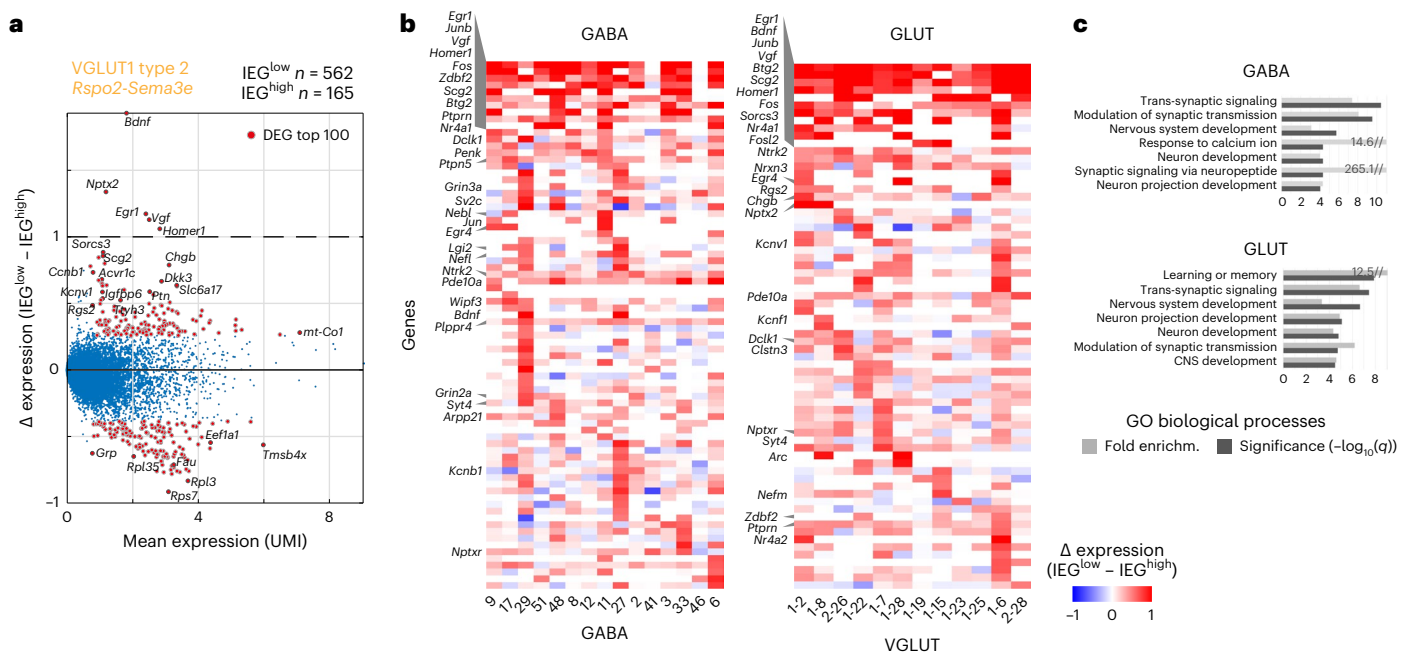 a
VGLUT1 type 2
Rspo2-Sema3e
IEG^low n = 562
IEG^high n = 165
DEG top 100
Bdnf
Nptx2
Egr1
Vgf
Homer1
Sorcs3
Scg2
Chgb
Ccnb1
Acvr1c
Dkk3
Slc6a17
Kcnv1
Igfbp6
Ptn
Rgs2
Ttyh3
mt-Co1
Grp
Rpl35
Fau
Eef1a1
Tmsb4x
Rpl3
Rps7
Δ expression (IEG^low – IEG^high)
1
0
–1
0
4
8
Mean expression (UMI)
b
GABA
Egr1
Junb
Vgf
Homer1
Fos
Zdbf2
Scg2
Btg2
Ptprn
Nr4a1
Dclk1
Penk
Ptpn5
Grin3a
Sv2c
Nebl
Jun
Egr4
Lgi2
Nefl
Ntrk2
Pde10a
Wipf3
Bdnf
Plppr4
Grin2a
Syt4
Arpp21
Kcnb1
Nptxr
Genes
9 17 29 51 48 8 12 11 27 2 41 3 33 46 6
GABA
GLUT
Egr1
Bdnf
Junb
Vgf
Btg2
Scg2
Homer1
Fos
Sorcs3
Nr4a1
Fosl2
Ntrk2
Nrxn3
Egr4
Rgs2
Chgb
Nptx2
Kcnv1
Pde10a
Kcnf1
Dclk1
Clstn3
Nptxr
Syt4
Arc
Nefm
Zdbf2
Ptprn
Nr4a2
1-2 1-8 2-26 1-22 1-7 1-28 1-19 1-15 1-23 1-25 1-6 2-28
VGLUT
c
GABA
Trans-synaptic signaling
Modulation of synaptic transmission
Nervous system development
Response to calcium ion
14.6//
Neuron development
Synaptic signaling via neuropeptide
265.1//
Neuron projection development
0 2 4 6 8 10
GLUT
Learning or memory
12.5//
Trans-synaptic signaling
Nervous system development
Neuron projection development
Neuron development
Modulation of synaptic transmission
CNS development
0 2 4 6 8
GO biological processes
Fold enrichm.
Significance (–log₁₀(q))
Δ expression
(IEG^low – IEG^high)
–1 0 1